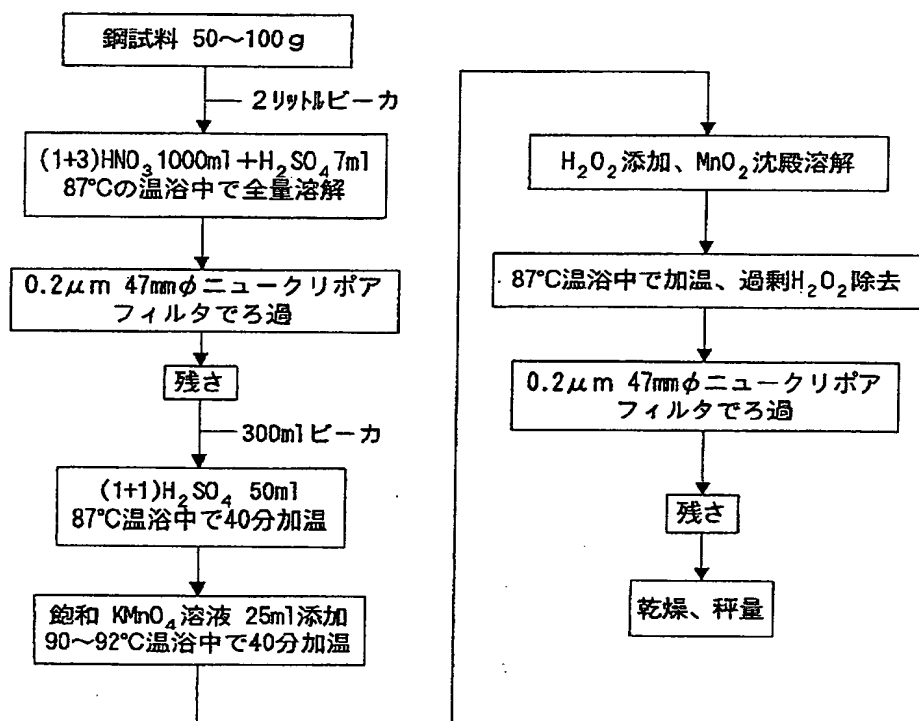 鋼試料 50～100g
2リットルビーカ
(1+3)HNO₃ 1000ml+H₂SO₄ 7ml
87°Cの温浴中で全量溶解
0.2μm 47mmφニュークリポア
フィルタでろ過
残さ
300mlビーカ
(1+1)H₂SO₄ 50ml
87°C温浴中で40分加温
飽和 KMnO₄溶液 25ml添加
90～92°C温浴中で40分加温
H₂O₂添加、MnO₂沈殿溶解
87°C温浴中で加温、過剰H₂O₂除去
0.2μm 47mmφニュークリポア
フィルタでろ過
残さ
乾燥、秤量